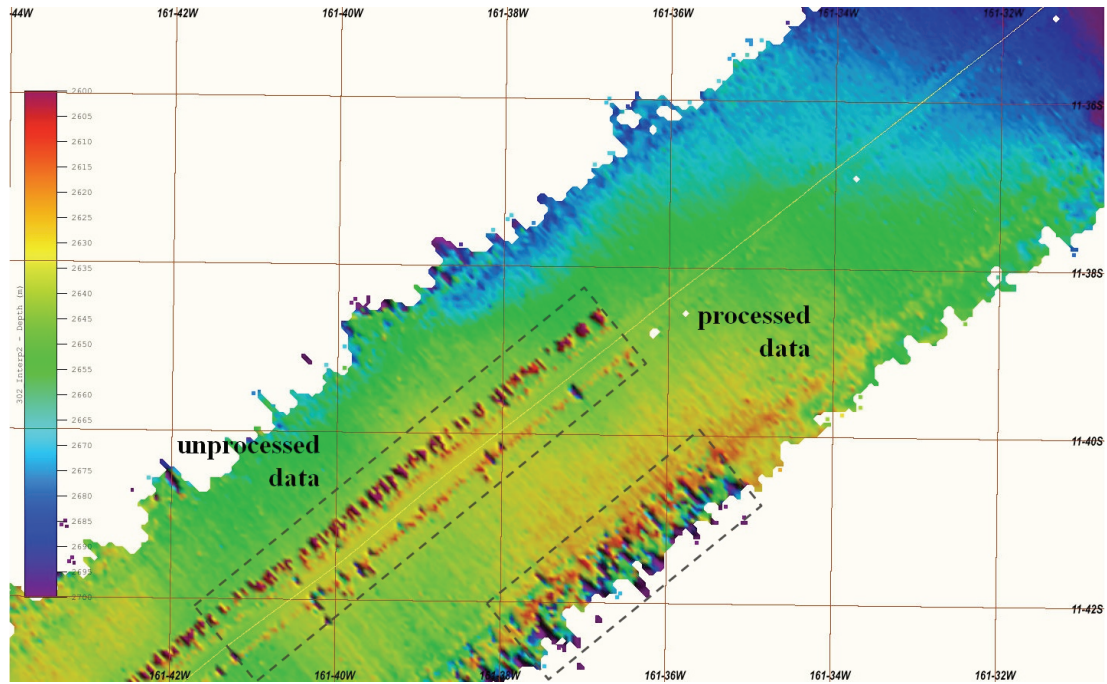 -44W
161-42W
161-40W
161-38W
161-36W
161-34W
161-32W
2600
2605
2610
2615
2620
2625
2630
2635
2640
2645
2650
2655
2660
2665
2670
2675
2680
2685
2690
2695
2700
302 Interp2 - Depth (m)
11-36S
11-38S
processed
data
unprocessed
data
11-40S
11-42S
161-42W
161-40W
161-38W
161-36W
161-34W
161-32W